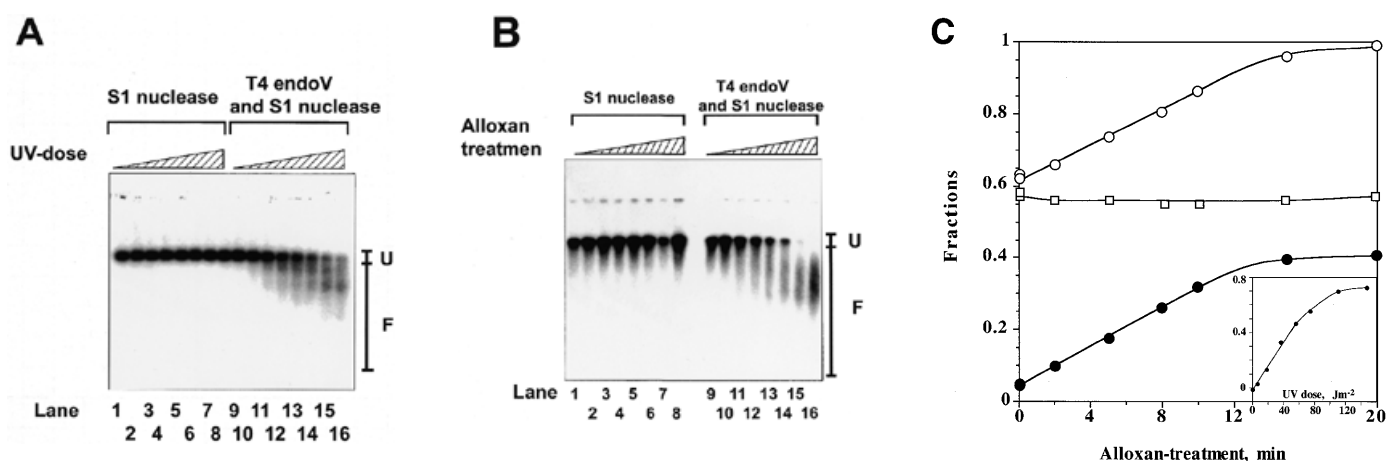 A
S1 nuclease
T4 endoV
and S1 nuclease
UV-dose
U
F
Lane 1 3 5 7 9 11 13 15
2 4 6 8 10 12 14 16
B
S1 nuclease
T4 endoV
and S1 nuclease
Alloxan
treatmen
U
F
Lane 1 3 5 7 9 11 13 15
2 4 6 8 10 12 14 16
C
1
0.8
0.6
0.4
0.2
0
Fractions
0 4 8 12 20
Alloxan-treatment, min
0.8
0.4
0
UV dose, Jm-2
0 40 80 120